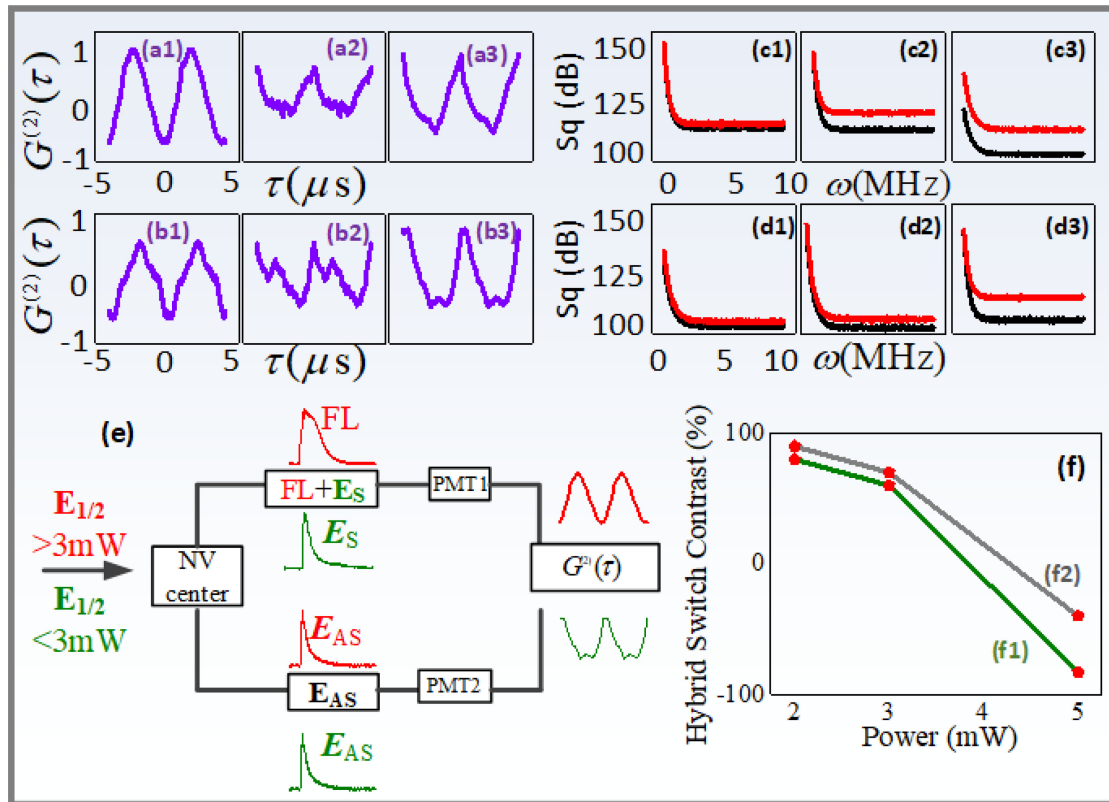 G⁽²⁾(τ)
1
0
-1
(a1)
(a2)
(a3)
-5 0 5
τ(μs)
G⁽²⁾(τ)
1
0
-1
(b1)
(b2)
(b3)
-5 0 5
τ(μs)
Sq (dB)
150
125
100
(c1)
(c2)
(c3)
0 5 10
ω(MHz)
Sq (dB)
150
125
100
(d1)
(d2)
(d3)
0 5 10
ω(MHz)
(e)
E1/2
>3mW
E1/2
<3mW
NV
center
FL
FL+ES
ES
PMT1
EAS
EAS
EAS
PMT2
G²⁾(τ)
Hybrid Switch Contrast (%)
100
0
-100
(f)
(f2)
(f1)
2 3 4 5
Power (mW)